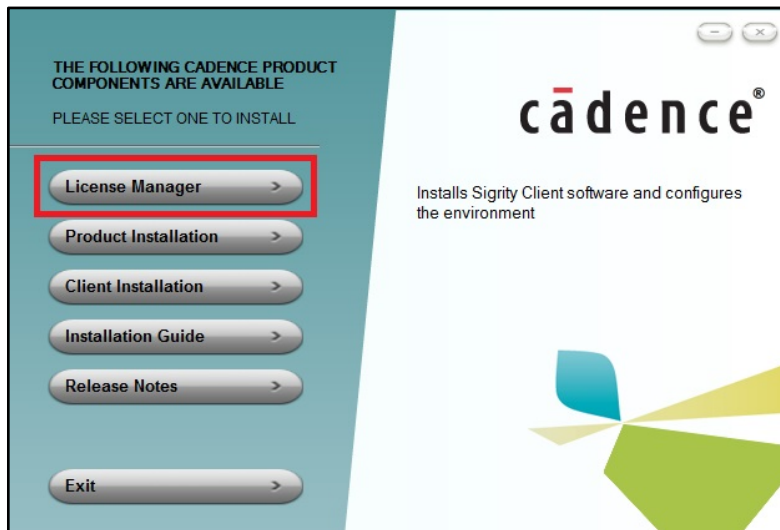 THE FOLLOWING CADENCE PRODUCT
COMPONENTS ARE AVAILABLE
PLEASE SELECT ONE TO INSTALL
License Manager >
Product Installation >
Client Installation >
Installation Guide >
Release Notes >
Exit >
cādence®
Installs Sigrity Client software and configures
the environment